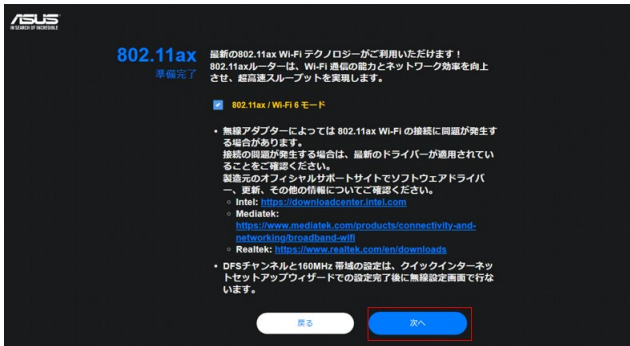 ASUS
IN SEARCH OF INCREDIBLE
802.11ax
準備完了
最新の802.11ax Wi-Fi テクノロジーがご利用いただけます！
802.11axルーターは、Wi-Fi 通信の能力とネットワーク効率を向上
させ、超高速スループットを実現します。
802.11ax / Wi-Fi 6 モード
• 無線アダプターによっては 802.11ax Wi-Fi の接続に問題が発生す
る場合があります。
接続の問題が発生する場合は、最新のドライバーが適用されてい
ることをご確認ください。
製造元のオフィシャルサポートサイトでソフトウェアドライバ
ー、更新、その他の情報についてご確認ください。
◦ Intel: https://downloadcenter.intel.com
◦ Mediatek:
https://www.mediatek.com/products/connectivity-and-
networking/broadband-wifi
◦ Realtek: https://www.realtek.com/en/downloads
• DFSチャンネルと160MHz 帯域の設定は、クイックインターネッ
トセットアップウィザードでの設定完了後に無線設定画面で行な
います。
戻る
次へ